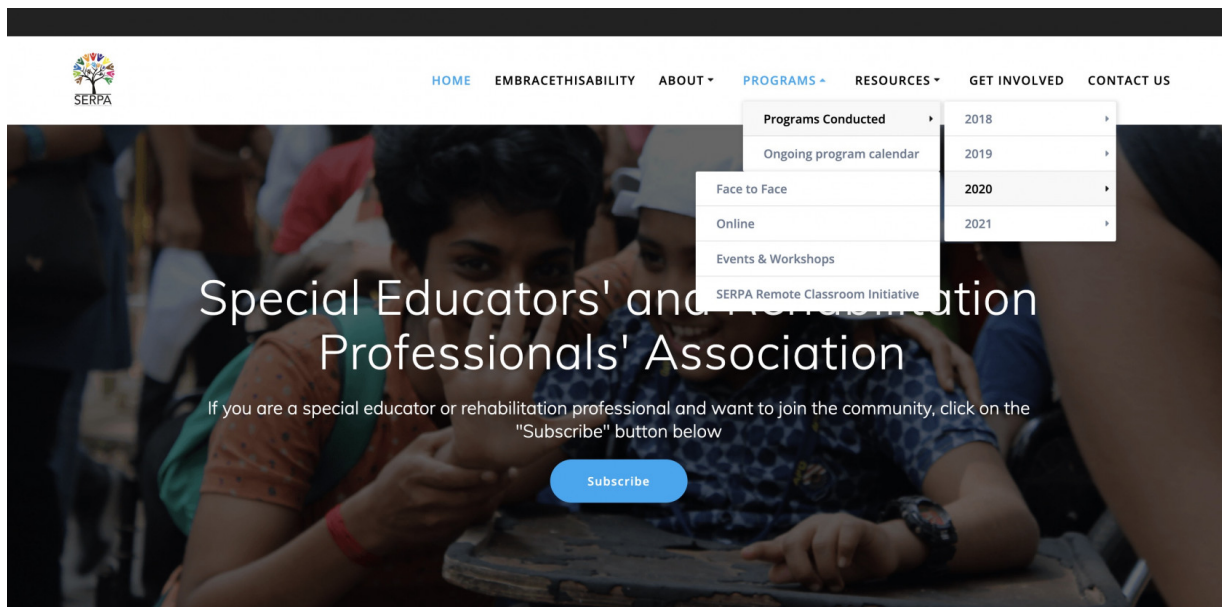 SERPA
HOME EMBRACETHISABILITY ABOUT PROGRAMS RESOURCES GET INVOLVED CONTACT US
Programs Conducted
Ongoing program calendar
2018
2019
2020
2021
Face to Face
Online
Events & Workshops
SERPA Remote Classroom Initiative
Special Educators' and Rehabilitation
Professionals' Association
If you are a special educator or rehabilitation professional and want to join the community, click on the
"Subscribe" button below
Subscribe